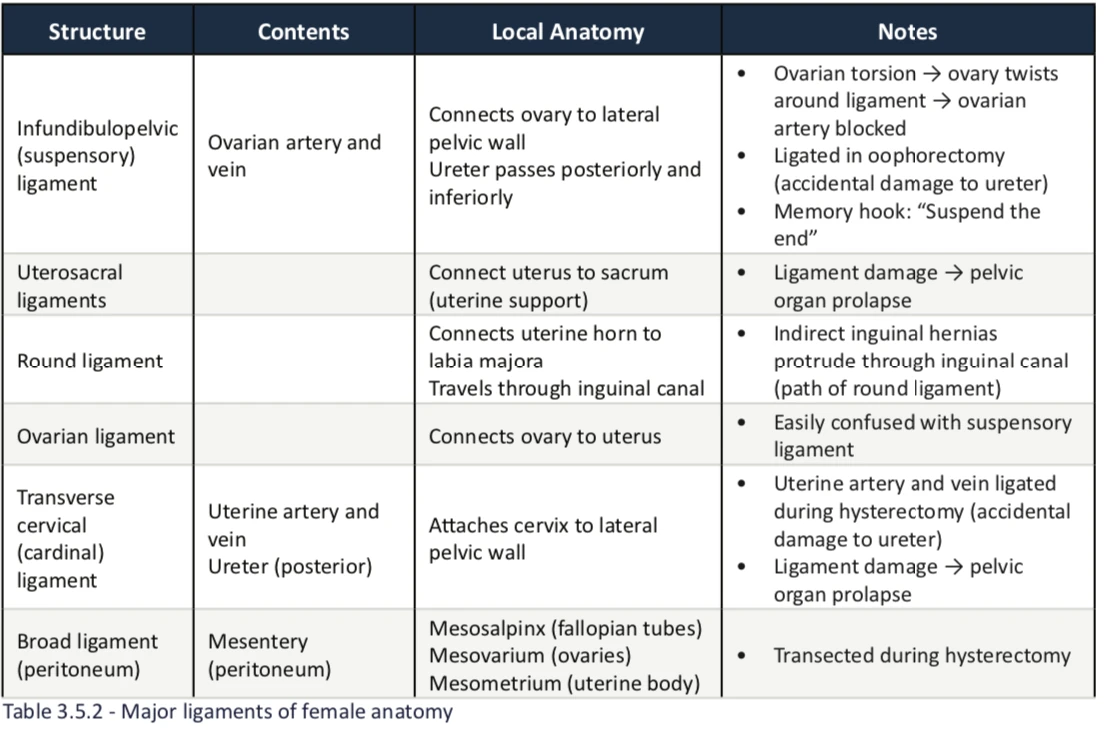 Structure Contents Local Anatomy Notes
Infundibulopelvic
(suspensory)
ligament
Ovarian artery and
vein
Connects ovary to lateral
pelvic wall
Ureter passes posteriorly and
inferiorly
• Ovarian torsion → ovary twists
around ligament → ovarian
artery blocked
• Ligated in oophorectomy
(accidental damage to ureter)
• Memory hook: “Suspend the
end”
Uterosacral
ligaments
Connect uterus to sacrum
(uterine support)
• Ligament damage → pelvic
organ prolapse
Round ligament
Connects uterine horn to
labia majora
Travels through inguinal canal
• Indirect inguinal hernias
protrude through inguinal canal
(path of round ligament)
Ovarian ligament
Connects ovary to uterus
• Easily confused with suspensory
ligament
Transverse
cervical
(cardinal)
ligament
Uterine artery and
vein
Ureter (posterior)
Attaches cervix to lateral
pelvic wall
• Uterine artery and vein ligated
during hysterectomy (accidental
damage to ureter)
• Ligament damage → pelvic
organ prolapse
Broad ligament
(peritoneum)
Mesentery
(peritoneum)
Mesosalpinx (fallopian tubes)
Mesovarium (ovaries)
Mesometrium (uterine body)
• Transected during hysterectomy
Table 3.5.2 - Major ligaments of female anatomy